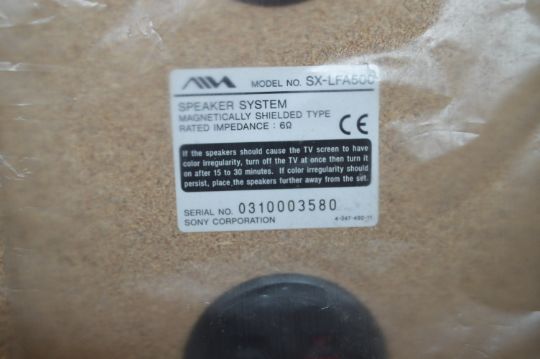 AIWA MODEL NO. SX-LFA500
SPEAKER SYSTEM
MAGNETICALLY SHIELDED TYPE
RATED IMPEDANCE : 6Ω
CE
If the speakers should cause the TV screen to have
color irregularity, turn off the TV at once then turn it
on after 15 to 30 minutes. If color irregularity should
persist, place the speakers further away from the set.
SERIAL NO. 0310003580
SONY CORPORATION